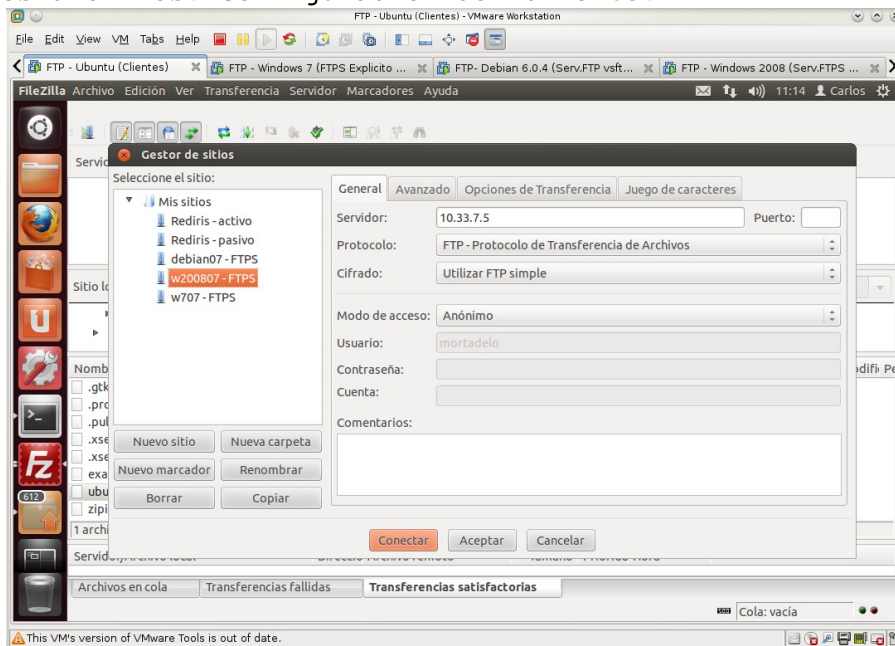 FTP - Ubuntu (Clientes) - VMware Workstation
File Edit View VM Tabs Help
FTP - Ubuntu (Clientes) FTP - Windows 7 (FTPS Explicito ... FTP- Debian 6.0.4 (Serv.FTP vsft... FTP - Windows 2008 (Serv.FTPS ...
FileZilla Archivo Edición Ver Transferencia Servidor Marcadores Ayuda 11:14 Carlos
Gestor de sitios
Servid
Seleccione el sitio:
Mis sitios
Rediris - activo
Rediris - pasivo
debian07 - FTPS
w200807 - FTPS
w707 - FTPS
General Avanzado Opciones de Transferencia Juego de caracteres
Servidor: 10.33.7.5 Puerto:
Protocolo: FTP - Protocolo de Transferencia de Archivos
Cifrado: Utilizar FTP simple
Modo de acceso: Anónimo
Usuario: mortadelo
Contraseña:
Cuenta:
Comentarios:
Sitio lo
Nomb
.gtk
.pro
.pul
.xse
.xse
exa
ubu
zipi
1 archi
Nuevo sitio Nueva carpeta
Nuevo marcador Renombrar
Borrar Copiar
Conectar Aceptar Cancelar
612
Archivos en cola Transferencias fallidas Transferencias satisfactorias
Cola: vacía
This VM's version of VMware Tools is out of date.